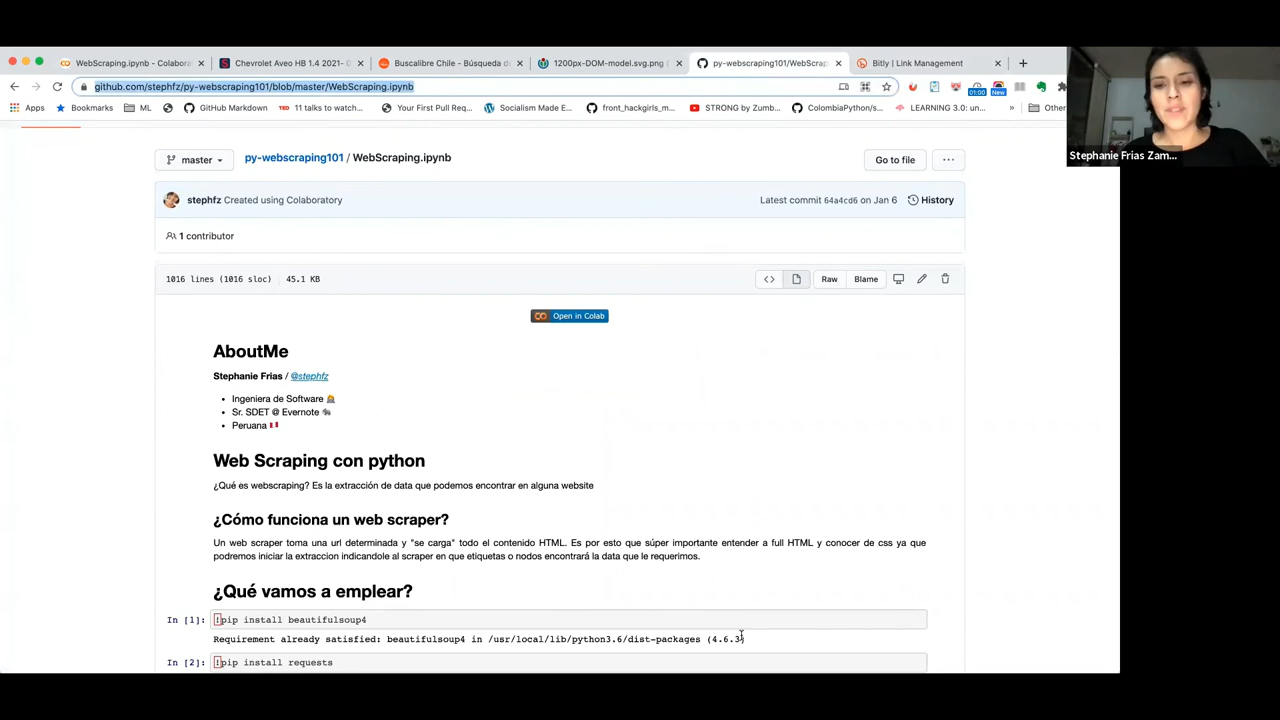 WebScraping.ipynb - Colabora
Chevrolet Aveo HB 1.4 2021-
Buscalibre Chile - Búsqueda d
1200px-DOM-model.svg.png (
py-webscraping101/WebScrap
Bitly | Link Management
github.com/stephfz/py-webscraping101/blob/master/WebScraping.ipynb
01:00
New
Apps
Bookmarks
ML
GitHub Markdown
TED
11 talks to watch...
Your First Pull Req...
Socialism Made E...
front_hackgirls_m...
STRONG by Zumb...
ColombiaPython/s...
LEARNING 3.0: un...
»
Other
Stephanie Frias Zam...
master
py-webscraping101 / WebScraping.ipynb
Go to file
...
stephfz Created using Colaboratory
Latest commit 64a4cd6 on Jan 6
History
1 contributor
1016 lines (1016 sloc)
45.1 KB
<>
Raw
Blame
Open in Colab
AboutMe
Stephanie Frias / @stephfz
• Ingeniera de Software
• Sr. SDET @ Evernote
• Peruana
Web Scraping con python
¿Qué es webscraping? Es la extracción de data que podemos encontrar en alguna website
¿Cómo funciona un web scraper?
Un web scraper toma una url determinada y "se carga" todo el contenido HTML. Es por esto que súper importante entender a full HTML y conocer de css ya que
podremos iniciar la extraccion indicandole al scraper en que etiquetas o nodos encontrará la data que le requerimos.
¿Qué vamos a emplear?
In [1]: !pip install beautifulsoup4
Requirement already satisfied: beautifulsoup4 in /usr/local/lib/python3.6/dist-packages (4.6.3)
In [2]: !pip install requests